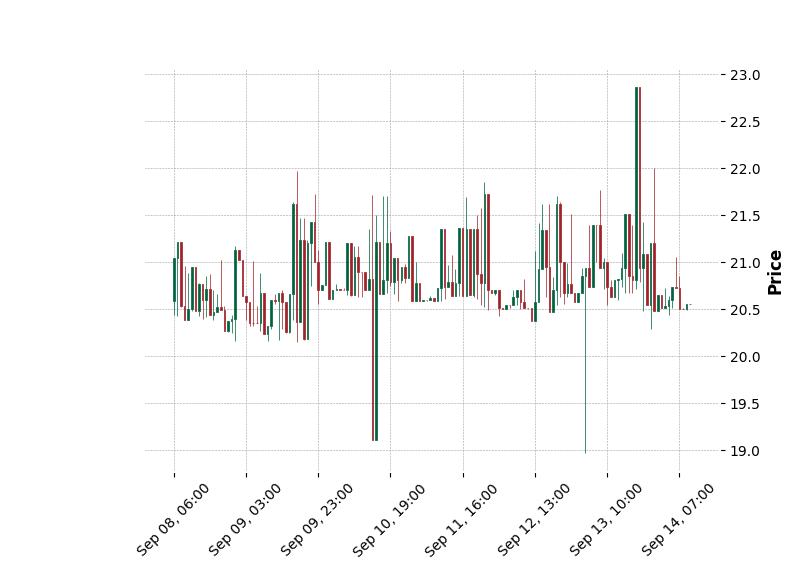 23.0
22.5
22.0
21.5
21.0
20.5
20.0
19.5
19.0
Price
Sep 08, 06:00
Sep 09, 03:00
Sep 09, 23:00
Sep 10, 19:00
Sep 11, 16:00
Sep 12, 13:00
Sep 13, 10:00
Sep 14, 07:00